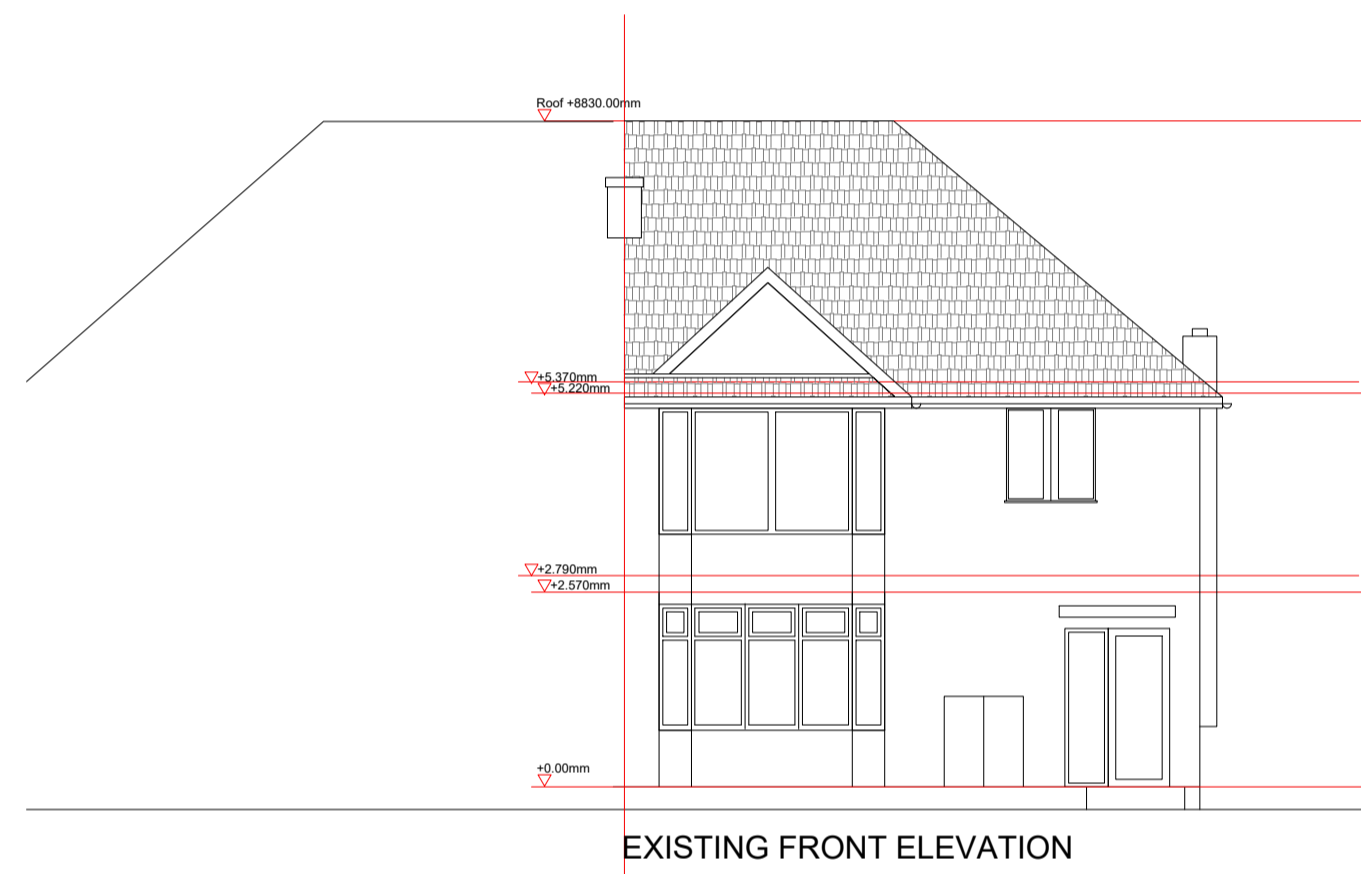 Roof +8830.00mm
+5.370mm
+5.220mm
+2.790mm
+2.570mm
+0.00mm
EXISTING FRONT ELEVATION